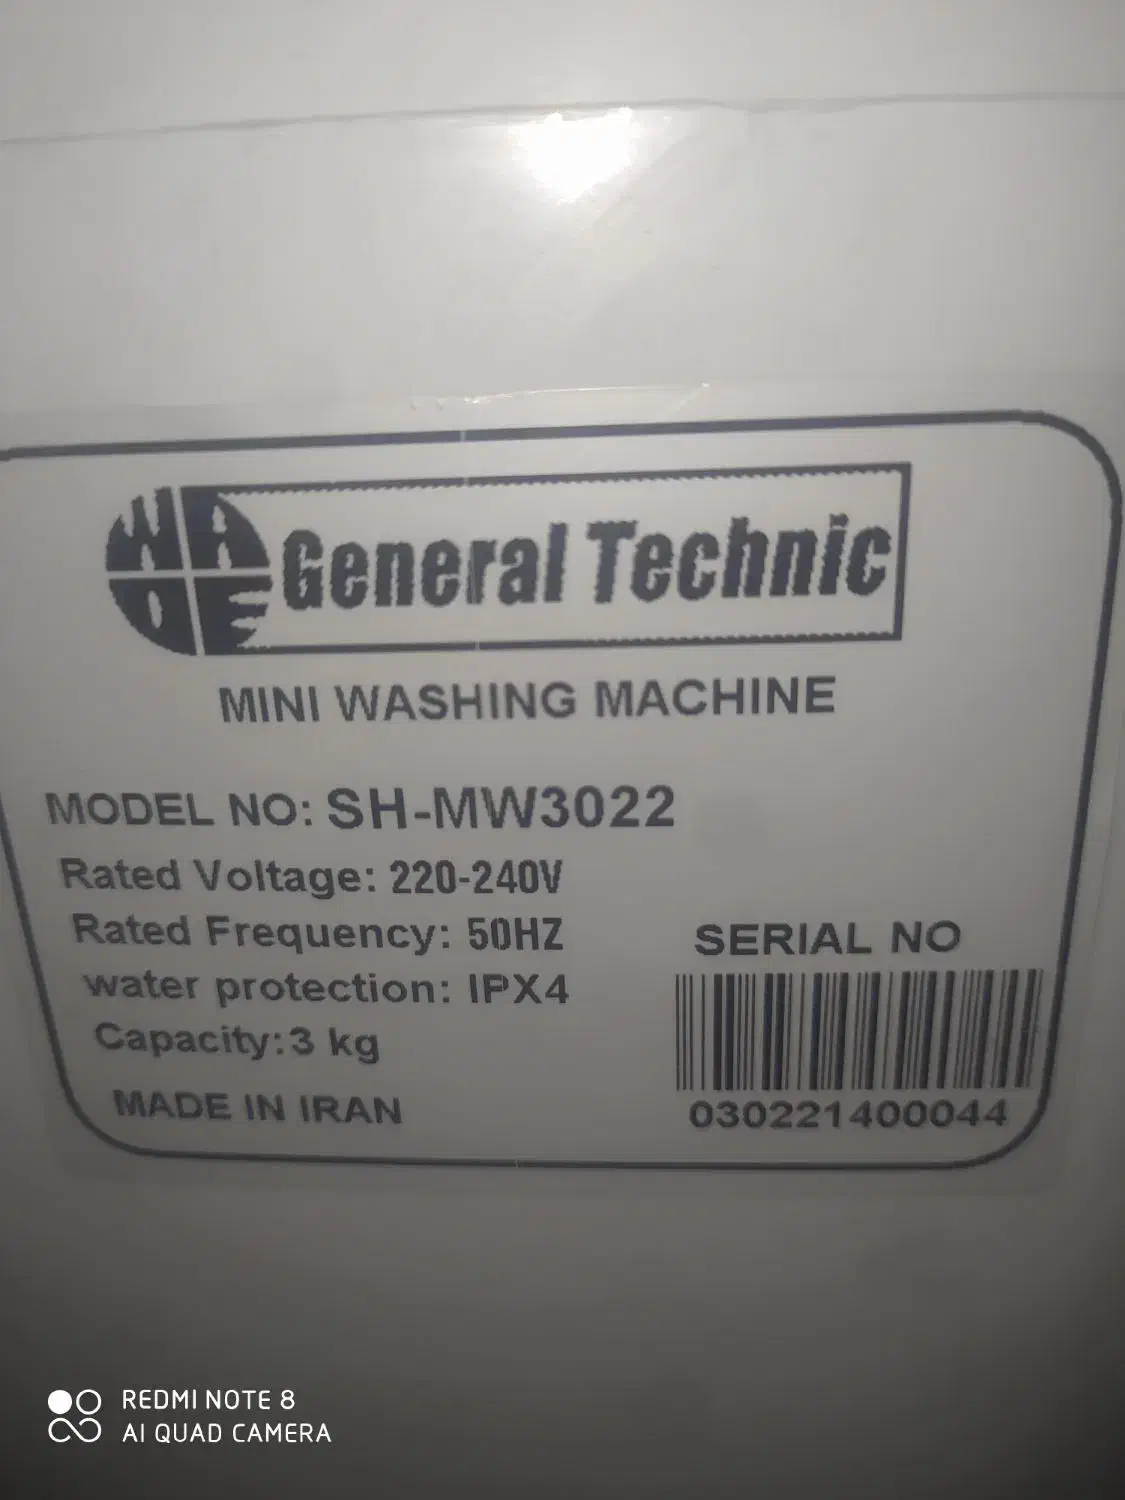 WADE
General Technic
MINI WASHING MACHINE
MODEL NO: SH-MW3022
Rated Voltage: 220-240V
Rated Frequency: 50HZ
water protection: IPX4
Capacity:3 kg
MADE IN IRAN
SERIAL NO
030221400044
REDMI NOTE 8
AI QUAD CAMERA